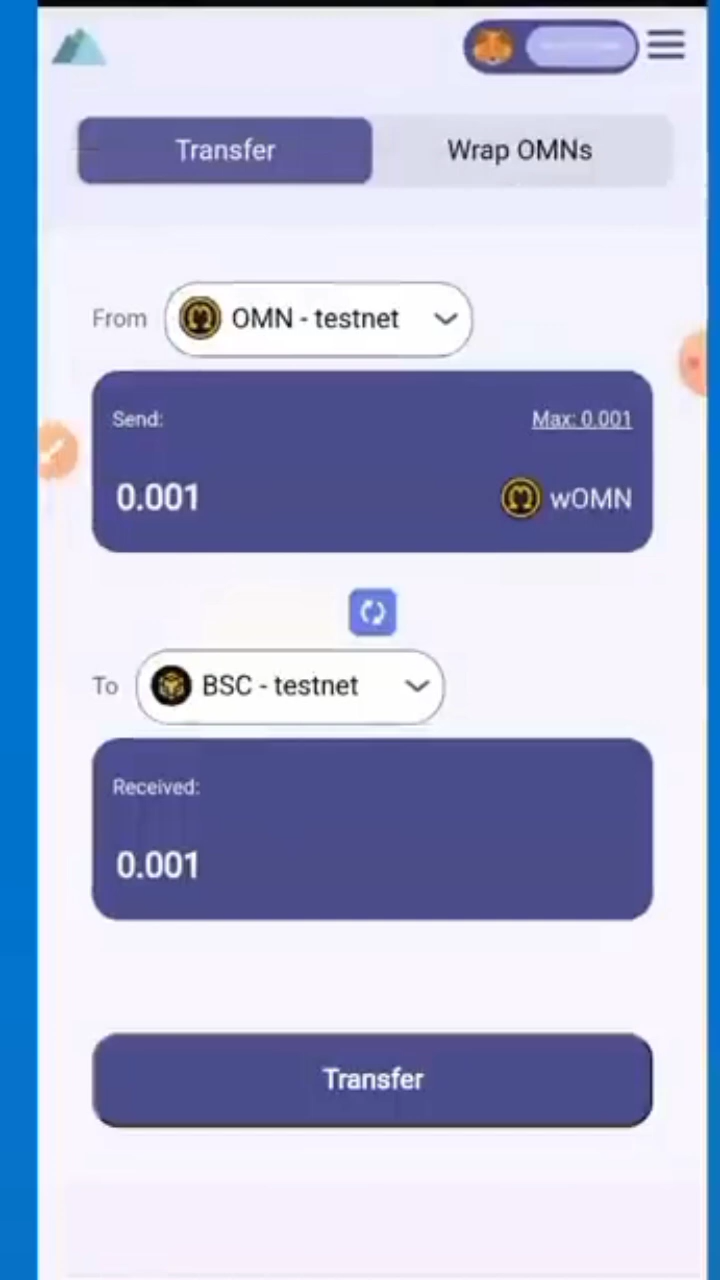 Transfer
Wrap OMNs
From
OMN - testnet
Send:
Max: 0.001
0.001
wOMN
To
BSC - testnet
Received:
0.001
Transfer